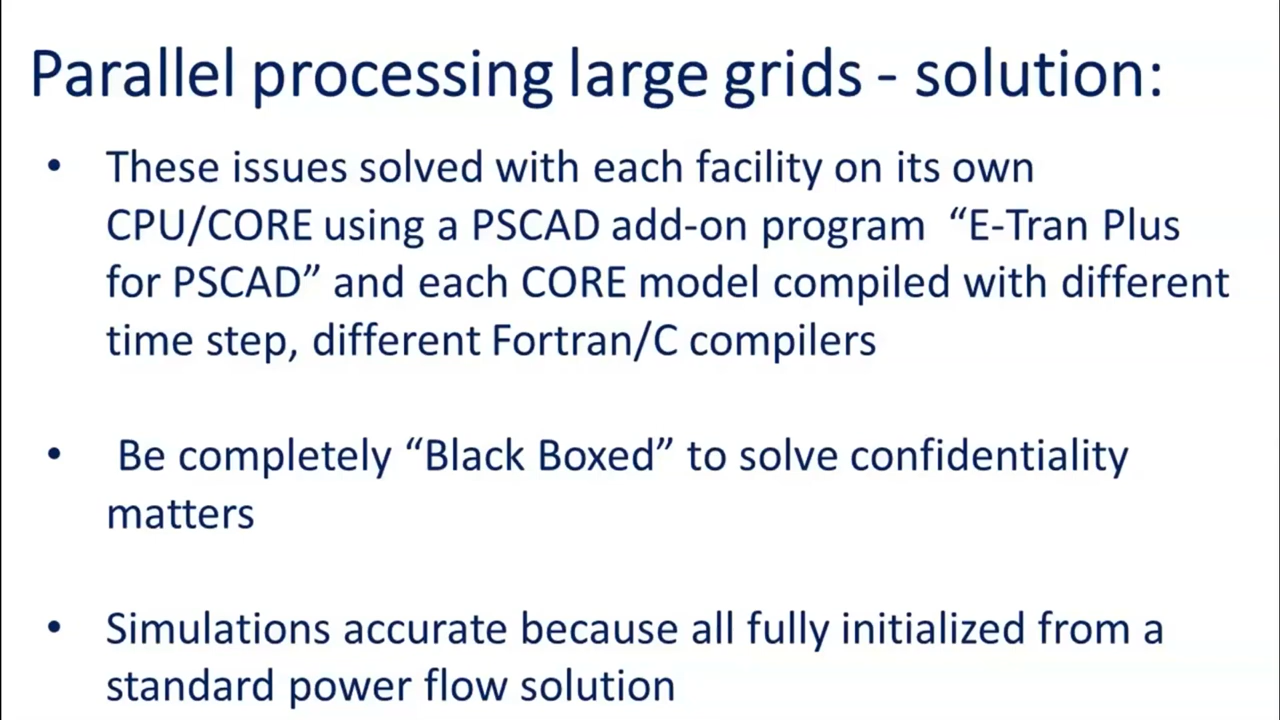 Parallel processing large grids - solution:
• These issues solved with each facility on its own
CPU/CORE using a PSCAD add-on program “E-Tran Plus
for PSCAD” and each CORE model compiled with different
time step, different Fortran/C compilers
• Be completely “Black Boxed” to solve confidentiality
matters
• Simulations accurate because all fully initialized from a
standard power flow solution